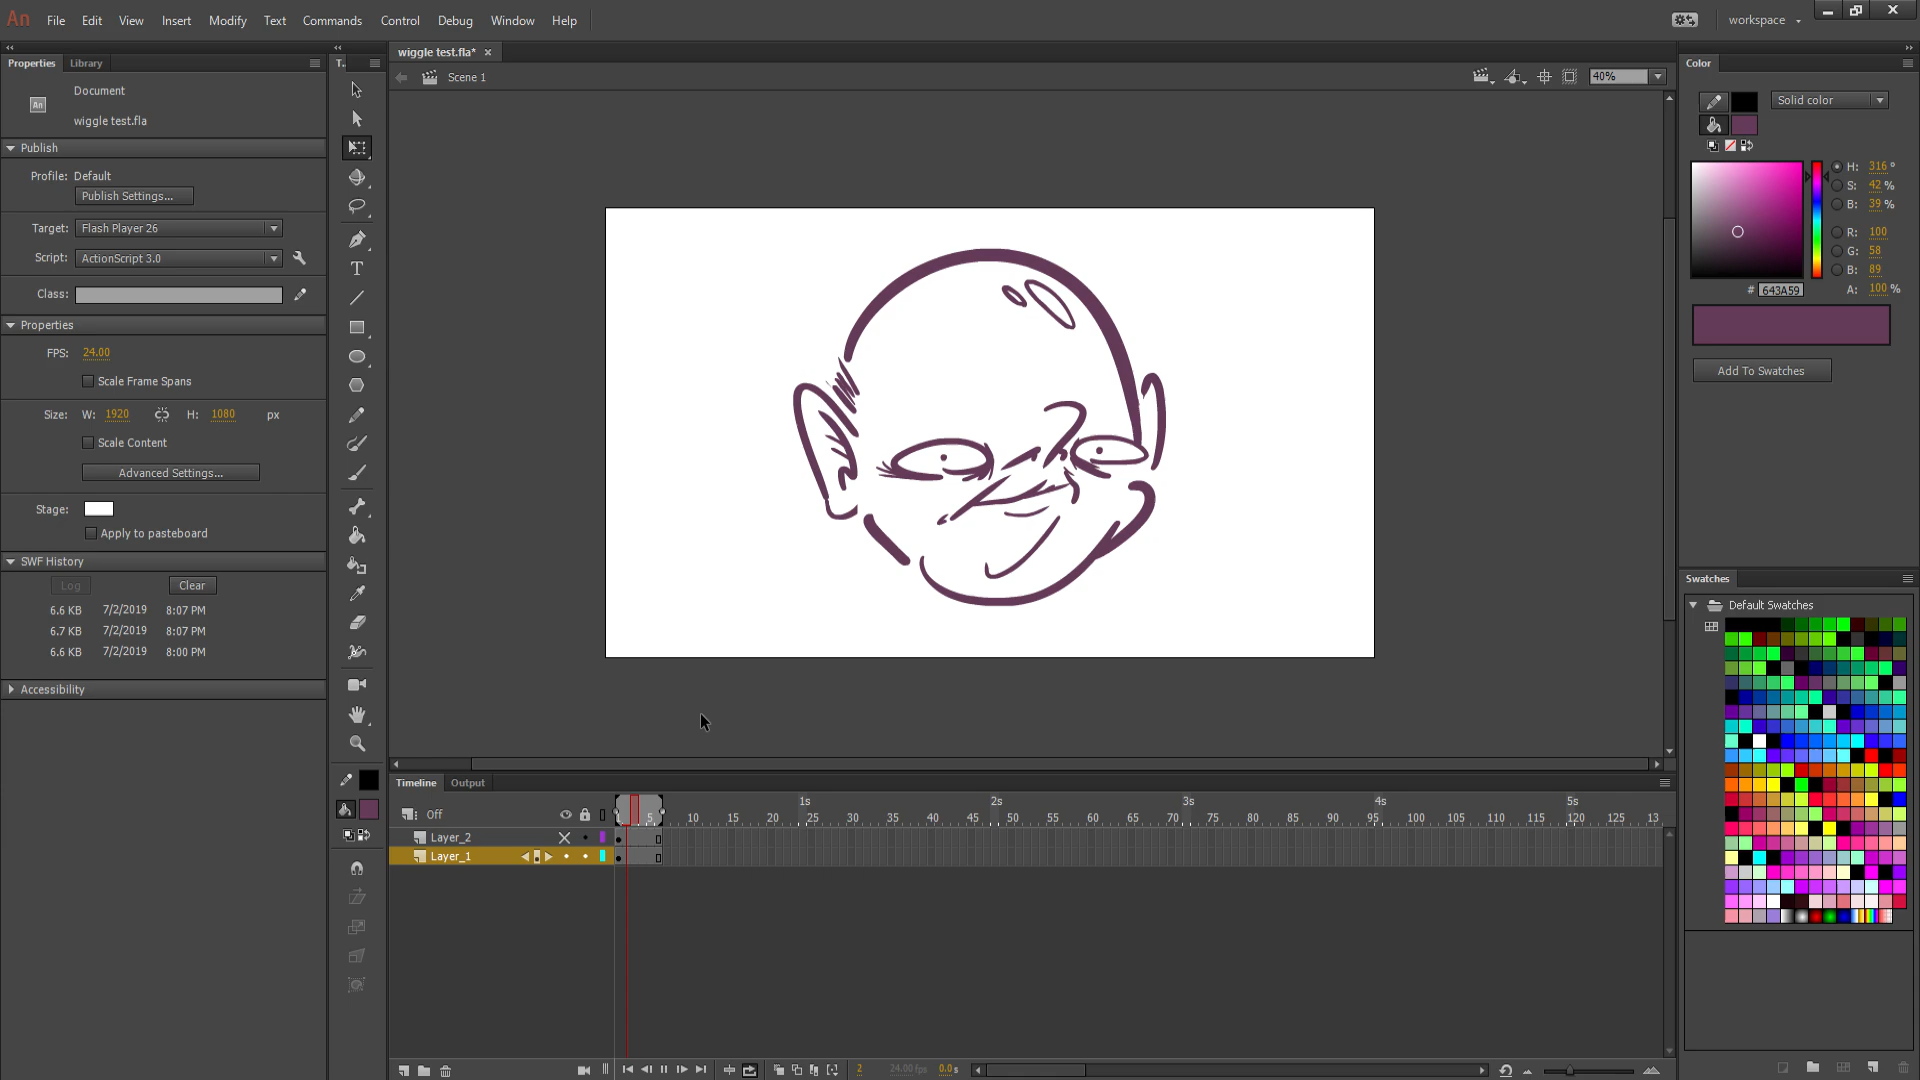 An File Edit View Insert Modify Text Commands Control Debug Window Help workspace
Properties Library
T..
wiggle test.fla* ×
Color
Scene 1
40%
An
Document
wiggle test.fla
Solid color
Publish
Profile: Default
Publish Settings...
Target: Flash Player 26
Script: ActionScript 3.0
Class:
H: 316 °
S: 42 %
B: 39 %
R: 100
G: 58
B: 89
# 643A59
A: 100 %
Add To Swatches
Properties
FPS: 24.00
Scale Frame Spans
Size: W: 1920 H: 1080 px
Scale Content
Advanced Settings...
Stage:
Apply to pasteboard
SWF History
Log Clear
6.6 KB 7/2/2019 8:07 PM
6.7 KB 7/2/2019 8:07 PM
6.6 KB 7/2/2019 8:00 PM
Accessibility
Swatches
Default Swatches
Timeline Output
1s 2s 3s 4s 5s
Off
1 5 10 15 20 25 30 35 40 45 50 55 60 65 70 75 80 85 90 95 100 105 110 115 120 125 13
Layer_2
Layer_1
2 24.00 fps 0.0 s